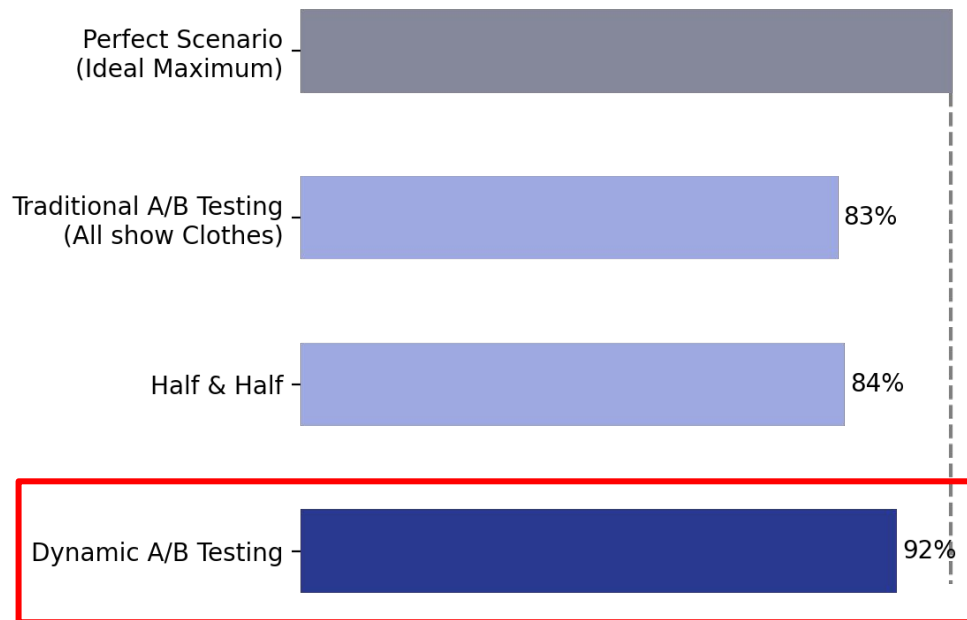 Perfect Scenario
(Ideal Maximum)
Traditional A/B Testing
(All show Clothes)
83%
Half & Half
84%
Dynamic A/B Testing
92%